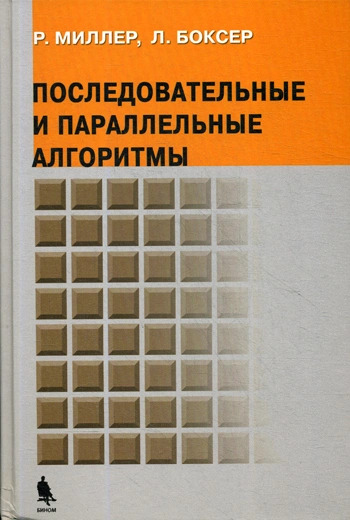 Р. МИЛЛЕР, Л. БОКСЕР
ПОСЛЕДОВАТЕЛЬНЫЕ
И ПАРАЛЛЕЛЬНЫЕ
АЛГОРИТМЫ
БИНОМ